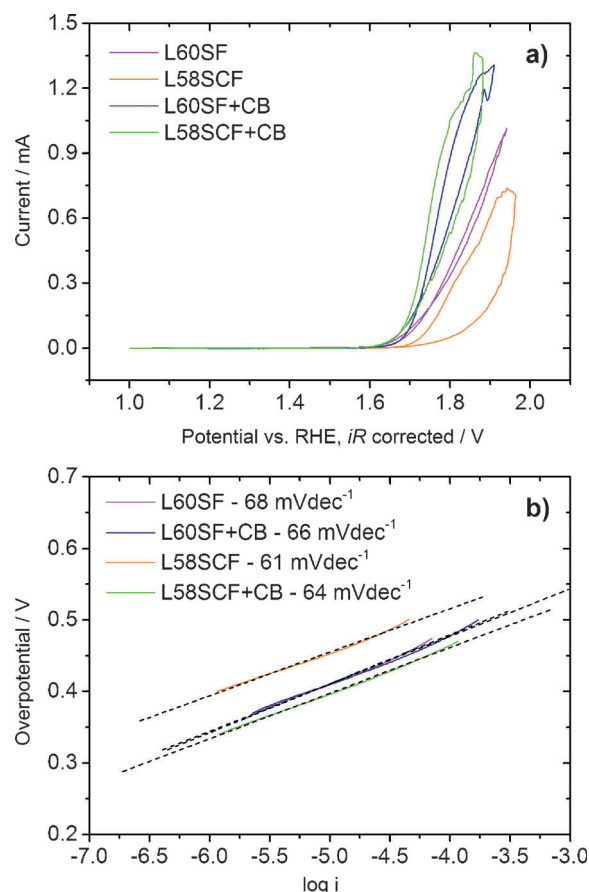 a)
L60SF
L58SCF
L60SF+CB
L58SCF+CB
1.5
1.2
0.9
0.6
0.3
0.0
Current / mA
1.0 1.2 1.4 1.6 1.8 2.0
Potential vs. RHE, iR corrected / V
b)
L60SF - 68 mVdec⁻¹
L60SF+CB - 66 mVdec⁻¹
L58SCF - 61 mVdec⁻¹
L58SCF+CB - 64 mVdec⁻¹
0.7
0.6
0.5
0.4
0.3
0.2
Overpotential / V
-7.0 -6.5 -6.0 -5.5 -5.0 -4.5 -4.0 -3.5 -3.0
log i